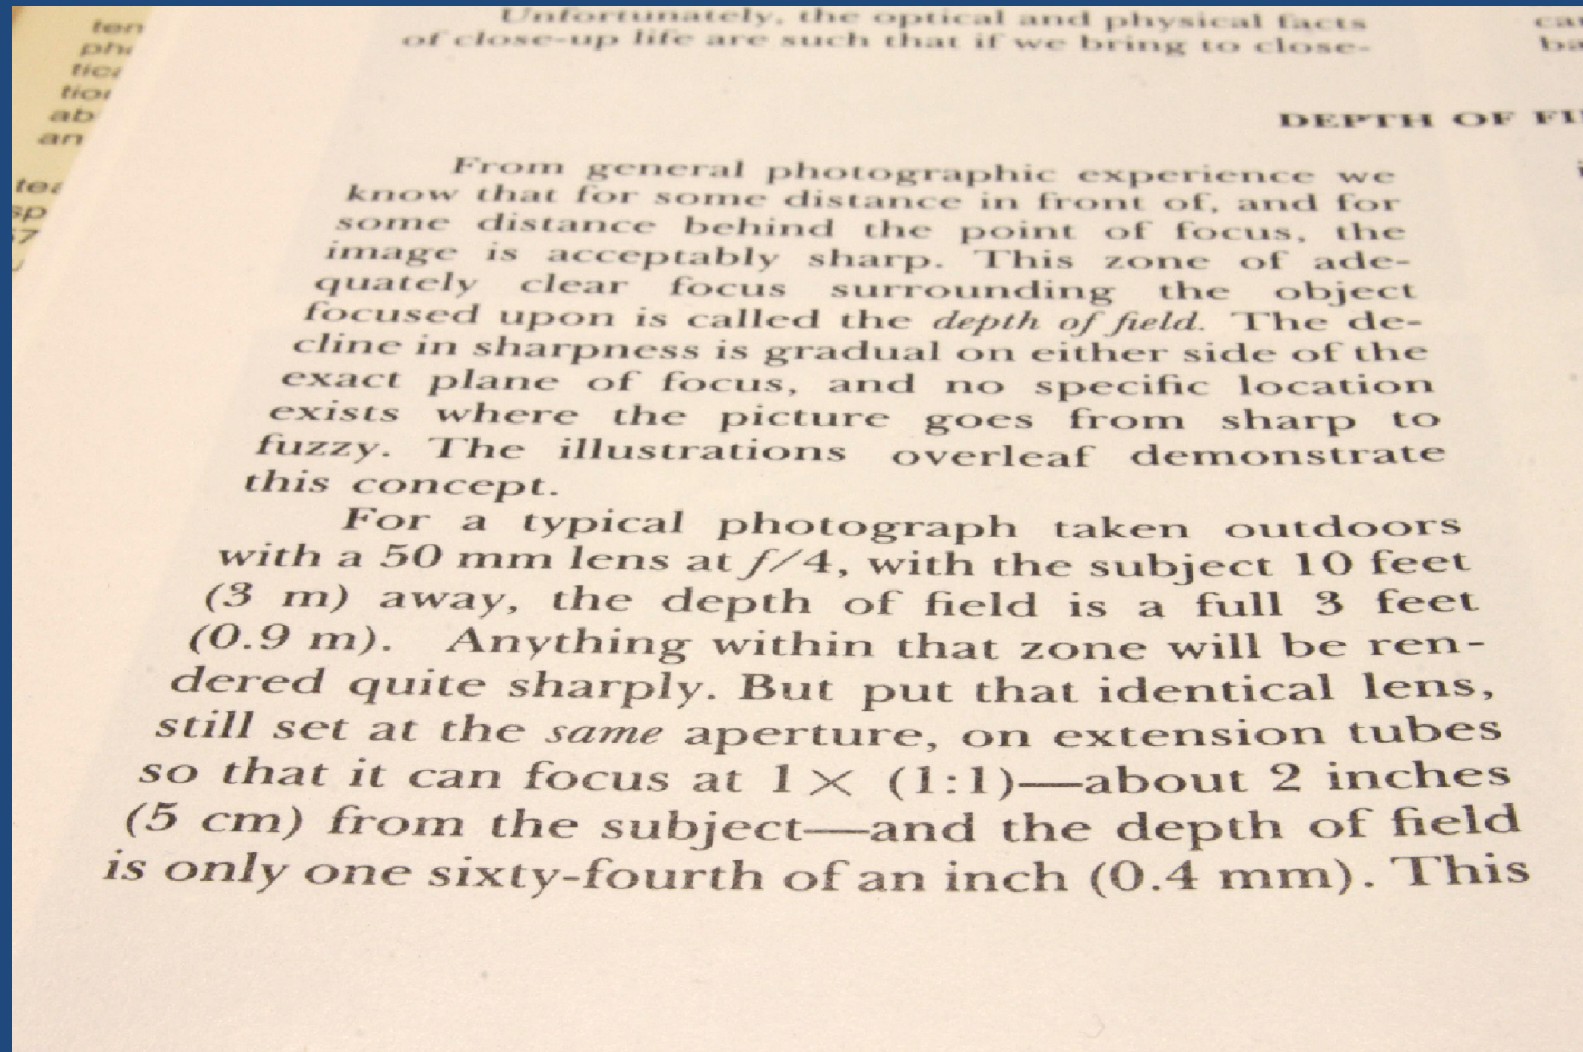 ten
tion
ab
an
Unfortunately, the optical and physical facts
of close-up life are such that if we bring to close-
DEPTH OF
From general photographic experience we
know that for some distance in front of, and for
some distance behind the point of focus, the
image is acceptably sharp. This zone of ade-
quately clear focus surrounding the object
focused upon is called the depth of field. The de-
cline in sharpness is gradual on either side of the
exact plane of focus, and no specific location
exists where the picture goes from sharp to
fuzzy. The illustrations overleaf demonstrate
this concept.
For a typical photograph taken outdoors
with a 50 mm lens at f/4, with the subject 10 feet
(3 m) away, the depth of field is a full 3 feet
(0.9 m). Anything within that zone will be ren-
dered quite sharply. But put that identical lens,
still set at the same aperture, on extension tubes
so that it can focus at 1× (1:1)—about 2 inches
(5 cm) from the subject—and the depth of field
is only one sixty-fourth of an inch (0.4 mm). This